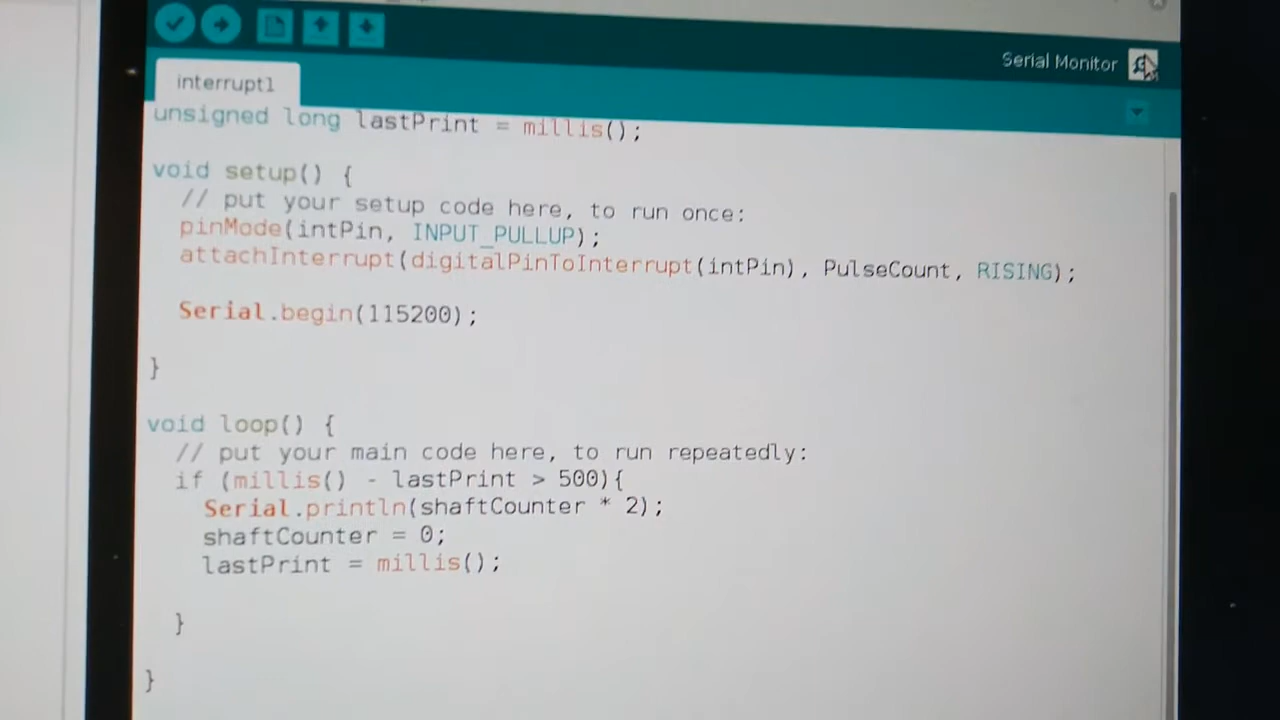 Serial Monitor
interrupt1
unsigned long lastPrint = millis();
void setup() {
// put your setup code here, to run once:
pinMode(intPin, INPUT_PULLUP);
attachInterrupt(digitalPinToInterrupt(intPin), PulseCount, RISING);
Serial.begin(115200);
}
void loop() {
// put your main code here, to run repeatedly:
if (millis() - lastPrint > 500){
Serial.println(shaftCounter * 2);
shaftCounter = 0;
lastPrint = millis();
}
}